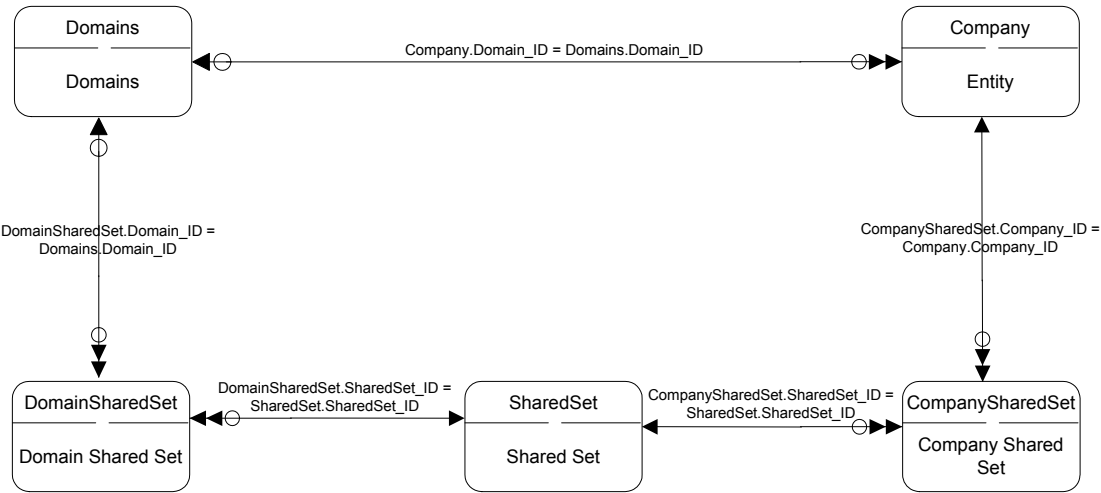 Domains
Domains
Company.Domain_ID = Domains.Domain_ID
Company
Entity
DomainSharedSet.Domain_ID =
Domains.Domain_ID
CompanySharedSet.Company_ID =
Company.Company_ID
DomainSharedSet
Domain Shared Set
DomainSharedSet.SharedSet_ID =
SharedSet.SharedSet_ID
SharedSet
Shared Set
CompanySharedSet.SharedSet_ID =
SharedSet.SharedSet_ID
CompanySharedSet
Company Shared
Set